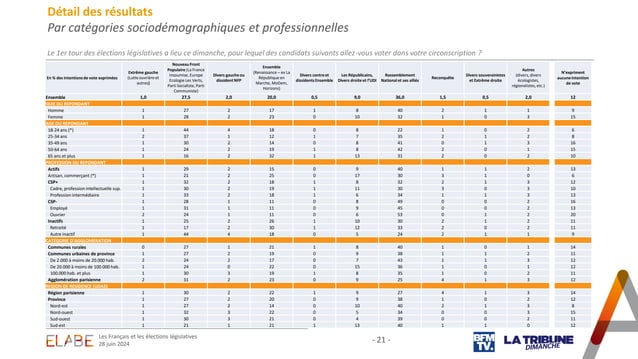 Détail des résultats
Par catégories sociodémographiques et professionnelles
Le 1er tour des élections législatives a lieu ce dimanche, pour lequel des candidats suivants allez-vous voter dans votre circonscription ?
En % des intentions de vote exprimées | Extrême gauche (Lutte ouvrière et autres) | Nouveau Front Populaire (La France Insoumise, Europe Ecologie Les Verts, Parti Socialiste, Parti Communiste) | Divers gauche ou dissident NFP | Ensemble (Renaissance – ex La République en Marche, MoDem, Horizons) | Divers centre et dissidents Ensemble | Les Républicains, Divers droite et l'UDI | Rassemblement National et ses alliés | Reconquête | Divers souverainistes et Extrême droite | Autres (divers, divers écologistes, régionalistes, etc.) | N'expriment aucune intention de vote
Ensemble 1,0 27,5 2,0 20,0 0,5 9,0 36,0 1,5 0,5 2,0 12
SEXE DU REPONDANT
Homme 1 27 2 17 1 8 40 2 1 1 9
Femme 1 28 2 23 0 10 32 1 0 3 15
AGE DU REPONDANT
18-24 ans (*) 1 44 4 18 0 8 22 1 0 2 6
25-34 ans 2 37 1 12 1 7 35 2 1 2 8
35-49 ans 1 30 2 14 0 8 41 0 1 3 16
50-64 ans 1 24 2 19 1 8 42 2 0 1 15
65 ans et plus 1 16 2 32 1 13 31 2 0 2 10
PROFESSION DU REPONDANT
Actifs 1 29 2 15 0 9 40 1 1 2 13
Artisan, commerçant (*) 1 21 2 25 0 17 30 3 1 0 6
CSP+ 1 32 2 18 1 8 32 2 1 3 12
Cadre, profession intellectuelle sup. 1 30 2 19 1 11 30 3 0 3 10
Profession intermédiaire 1 33 2 18 1 6 34 1 1 3 13
CSP- 1 28 1 11 0 8 49 0 0 2 16
Employé 1 31 1 11 0 9 45 0 0 2 13
Ouvrier 2 24 1 11 0 6 53 0 1 2 20
Inactifs 1 25 2 26 1 10 30 2 1 2 11
Retraité 1 17 2 30 1 12 33 2 0 2 11
Autre inactif 1 44 4 18 0 5 24 2 1 1 9
CATEGORIE D'AGGLOMERATION
Communes rurales 0 27 1 21 1 8 40 1 0 1 14
Communes urbaines de province 1 27 2 19 0 9 38 1 1 2 11
De 2.000 à moins de 20.000 hab. 2 24 2 17 0 7 43 1 1 3 12
De 20.000 à moins de 100.000 hab. 1 24 0 22 0 15 36 1 0 1 12
100.000 hab. et plus 1 30 3 19 1 8 35 1 0 2 11
Agglomération parisienne 2 31 2 23 0 9 25 4 1 3 12
REGION DE RESIDENCE (UDA5)
Région parisienne 1 30 2 22 1 9 27 4 1 3 14
Province 1 27 2 20 0 9 38 1 0 2 12
Nord-est 1 27 2 14 0 10 40 2 1 3 8
Nord-ouest 1 32 3 22 0 5 34 0 0 3 15
Sud-ouest 1 30 3 21 0 4 39 0 0 2 11
Sud-est 1 21 1 21 1 13 40 1 1 0 12
ELABE
Les Français et les élections législatives
28 juin 2024
- 21 -
BFM
TV.
LA TRIBUNE
DIMANCHE